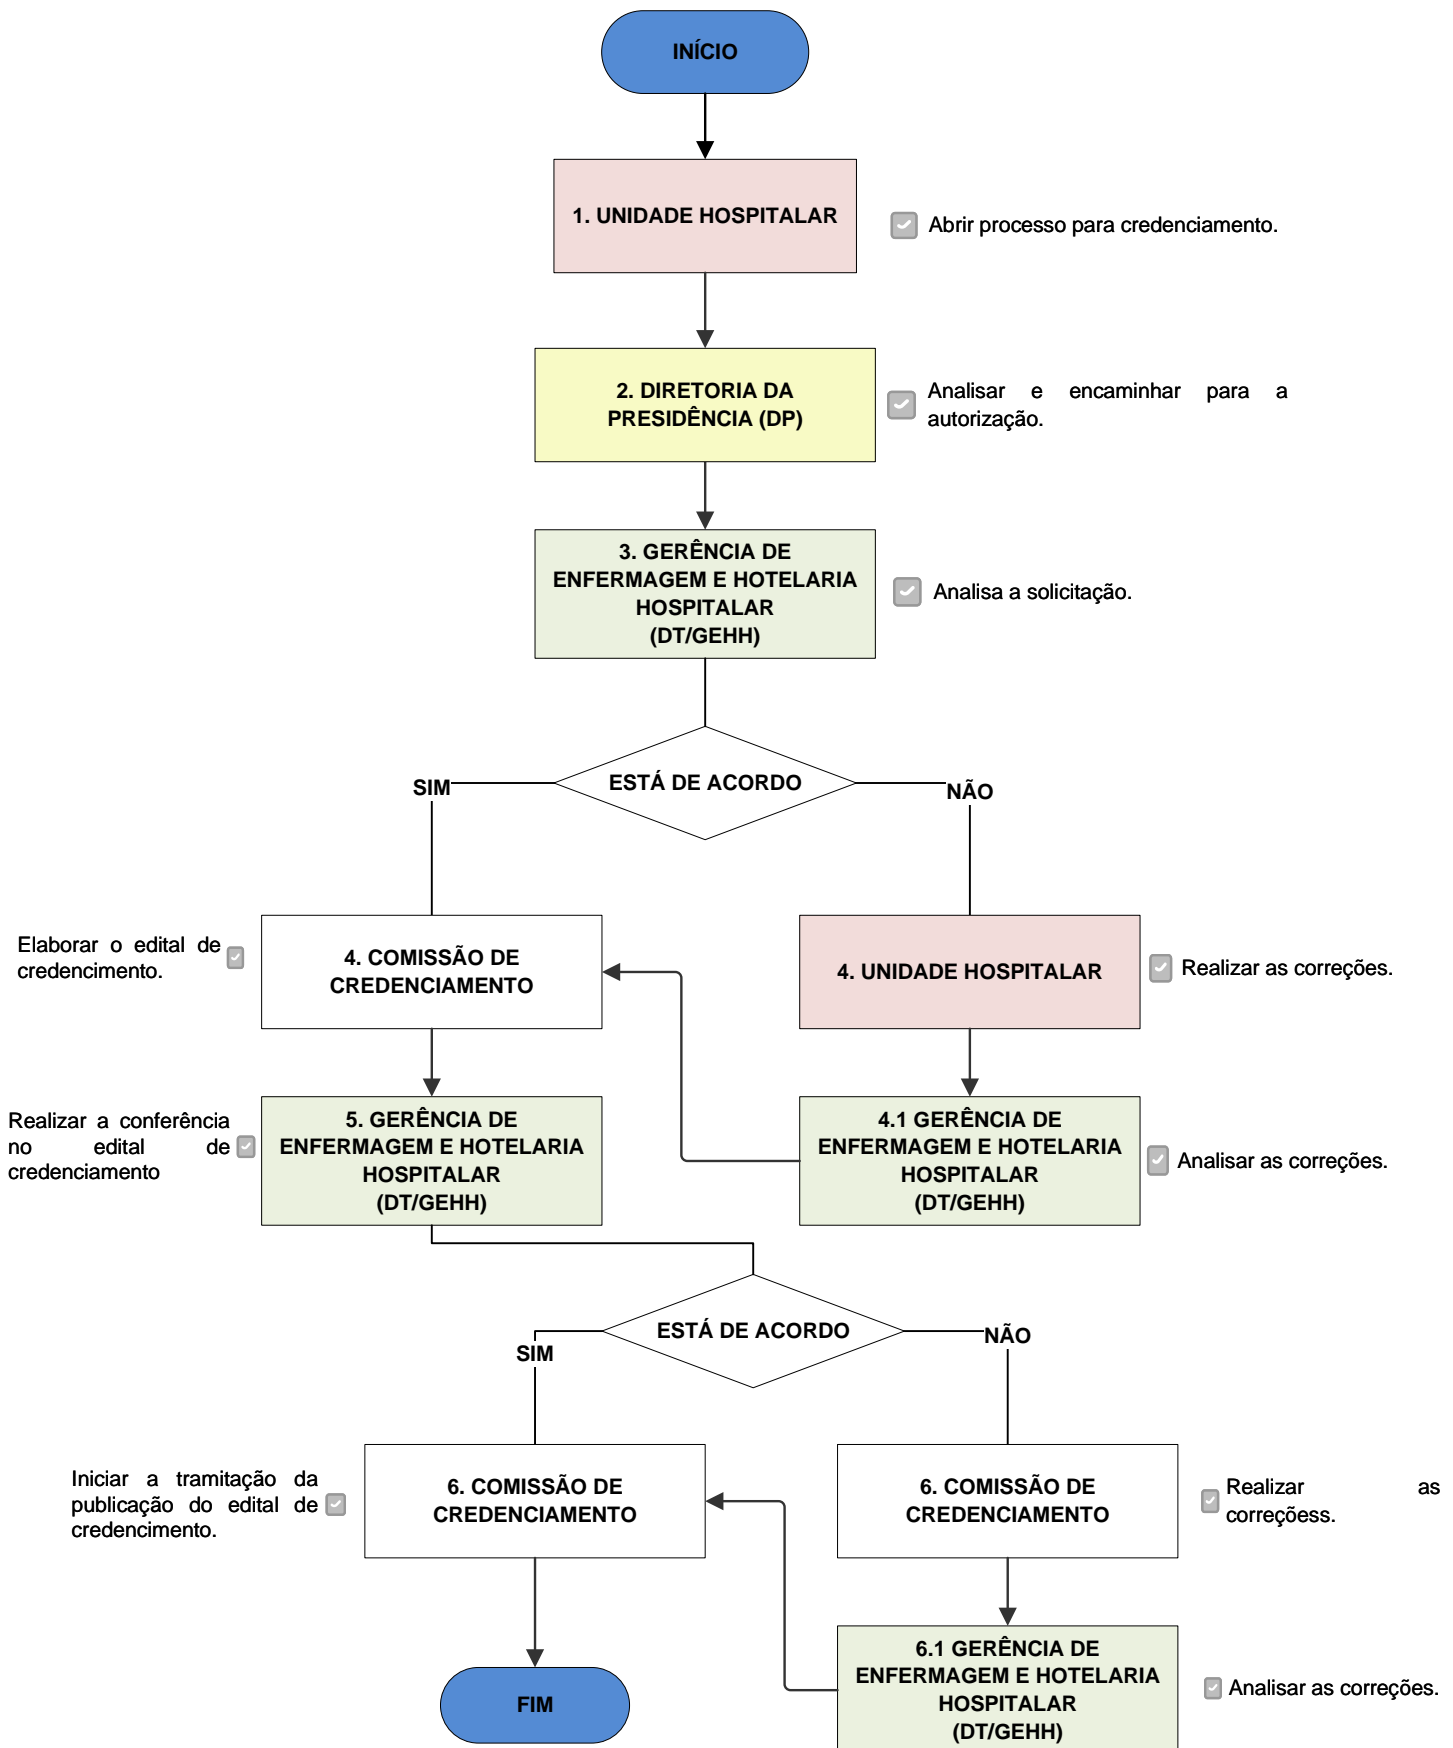 INÍCIO
1. UNIDADE HOSPITALAR
Abrir processo para credenciamento.
2. DIRETORIA DA
PRESIDÊNCIA (DP)
Analisar e encaminhar para a
autorização.
3. GERÊNCIA DE
ENFERMAGEM E HOTELARIA
HOSPITALAR
(DT/GEHH)
Analisa a solicitação.
ESTÁ DE ACORDO
SIM
NÃO
Elaborar o edital de
credencimento.
4. COMISSÃO DE
CREDENCIAMENTO
4. UNIDADE HOSPITALAR
Realizar as correções.
Realizar a conferência
no edital de
credenciamento
5. GERÊNCIA DE
ENFERMAGEM E HOTELARIA
HOSPITALAR
(DT/GEHH)
4.1 GERÊNCIA DE
ENFERMAGEM E HOTELARIA
HOSPITALAR
(DT/GEHH)
Analisar as correções.
ESTÁ DE ACORDO
SIM
NÃO
Iniciar a tramitação da
publicação do edital de
credencimento.
6. COMISSÃO DE
CREDENCIAMENTO
6. COMISSÃO DE
CREDENCIAMENTO
Realizar as
correçõess.
FIM
6.1 GERÊNCIA DE
ENFERMAGEM E HOTELARIA
HOSPITALAR
(DT/GEHH)
Analisar as correções.